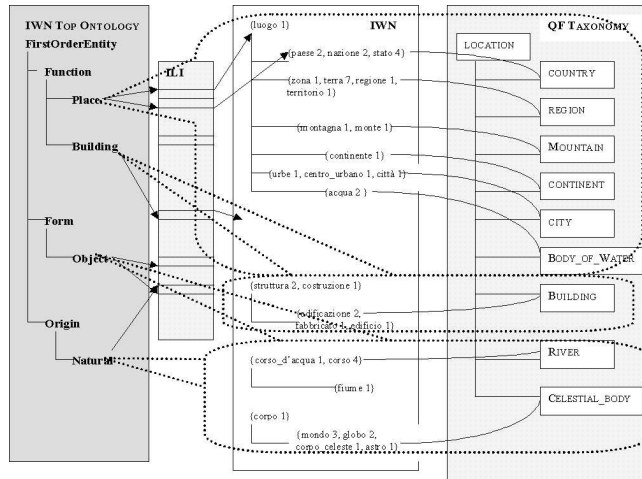 IWN TOP ONTOLOGY
FirstOrderEntity
Function
Place
Building
Form
Object
Origin
Natural
ILI
IWN
{luogo 1}
{paese 2, nazione 2, stato 4}
{zona 1, terra 7, regione 1,
territorio 1}
{montagna 1, monte 1}
{continente 1}
{urbe 1, centro_urbano 1, città 1}
{acqua 2 }
{struttura 2, costruzione 1}
{edificazione 2,
fabbricato 1, edificio 1}
{corso_d'acqua 1, corso 4}
{fiume 1}
{corpo 1}
{mondo 3, globo 2,
corpo_celeste 1, astro 1}
QF TAXONOMY
LOCATION
COUNTRY
REGION
MOUNTAIN
CONTINENT
CITY
BODY_OF_WATER
BUILDING
RIVER
CELESTIAL_BODY